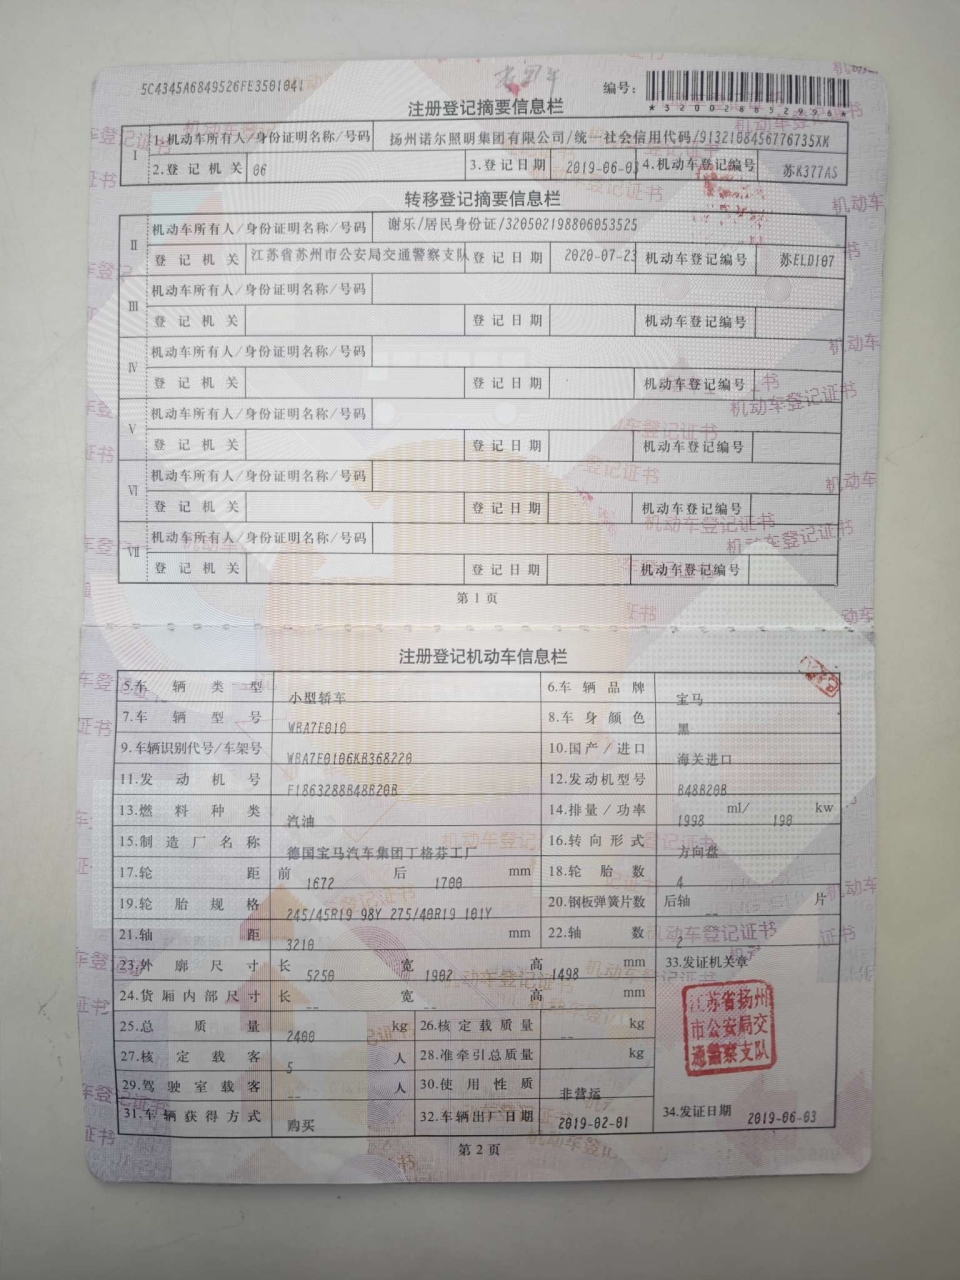 5C4345A6849526FE3501041
编号：
*320028852996*
注册登记摘要信息栏
Ⅰ 1.机动车所有人/身份证明名称/号码 扬州诺尔照明集团有限公司/统一社会信用代码/9132108456776735XM
2.登记机关 06 3.登记日期 2019-06-03 4.机动车登记编号 苏K377AS
转移登记摘要信息栏
Ⅱ 机动车所有人/身份证明名称/号码 谢乐/居民身份证/320502198806053525
登记机关 江苏省苏州市公安局交通警察支队 登记日期 2020-07-23 机动车登记编号 苏ELD107
Ⅲ 机动车所有人/身份证明名称/号码
登记机关 登记日期 机动车登记编号
Ⅳ 机动车所有人/身份证明名称/号码
登记机关 登记日期 机动车登记编号
Ⅴ 机动车所有人/身份证明名称/号码
登记机关 登记日期 机动车登记编号
Ⅵ 机动车所有人/身份证明名称/号码
登记机关 登记日期 机动车登记编号
Ⅶ 机动车所有人/身份证明名称/号码
登记机关 登记日期 机动车登记编号
第1页
注册登记机动车信息栏
5.车辆类型 小型轿车 6.车辆品牌 宝马
7.车辆型号 WBA7E010 8.车身颜色 黑
9.车辆识别代号/车架号 WBA7E0106KB368220 10.国产/进口 海关进口
11.发动机号 F1863288B48B20B 12.发动机型号 B48B20B
13.燃料种类 汽油 14.排量/功率 1998 ml/ 190 kw
15.制造厂名称 德国宝马汽车集团丁格芬工厂 16.转向形式 方向盘
17.轮距 前 1672 后 1700 mm 18.轮胎数 4
19.轮胎规格 245/45R19 98Y 275/40R19 101Y 20.钢板弹簧片数 后轴 -- 片
21.轴距 3210 mm 22.轴数 2
23.外廓尺寸 长 5250 宽 1902 高 1498 mm 33.发证机关章
24.货厢内部尺寸 长 -- 宽 -- 高 -- mm
江苏省扬州
市公安局交
通警察支队
25.总质量 2400 kg 26.核定载质量 -- kg
27.核定载客 5 人 28.准牵引总质量 -- kg
29.驾驶室载客 -- 人 30.使用性质 非营运
31.车辆获得方式 购买 32.车辆出厂日期 2019-02-01 34.发证日期 2019-06-03
第2页